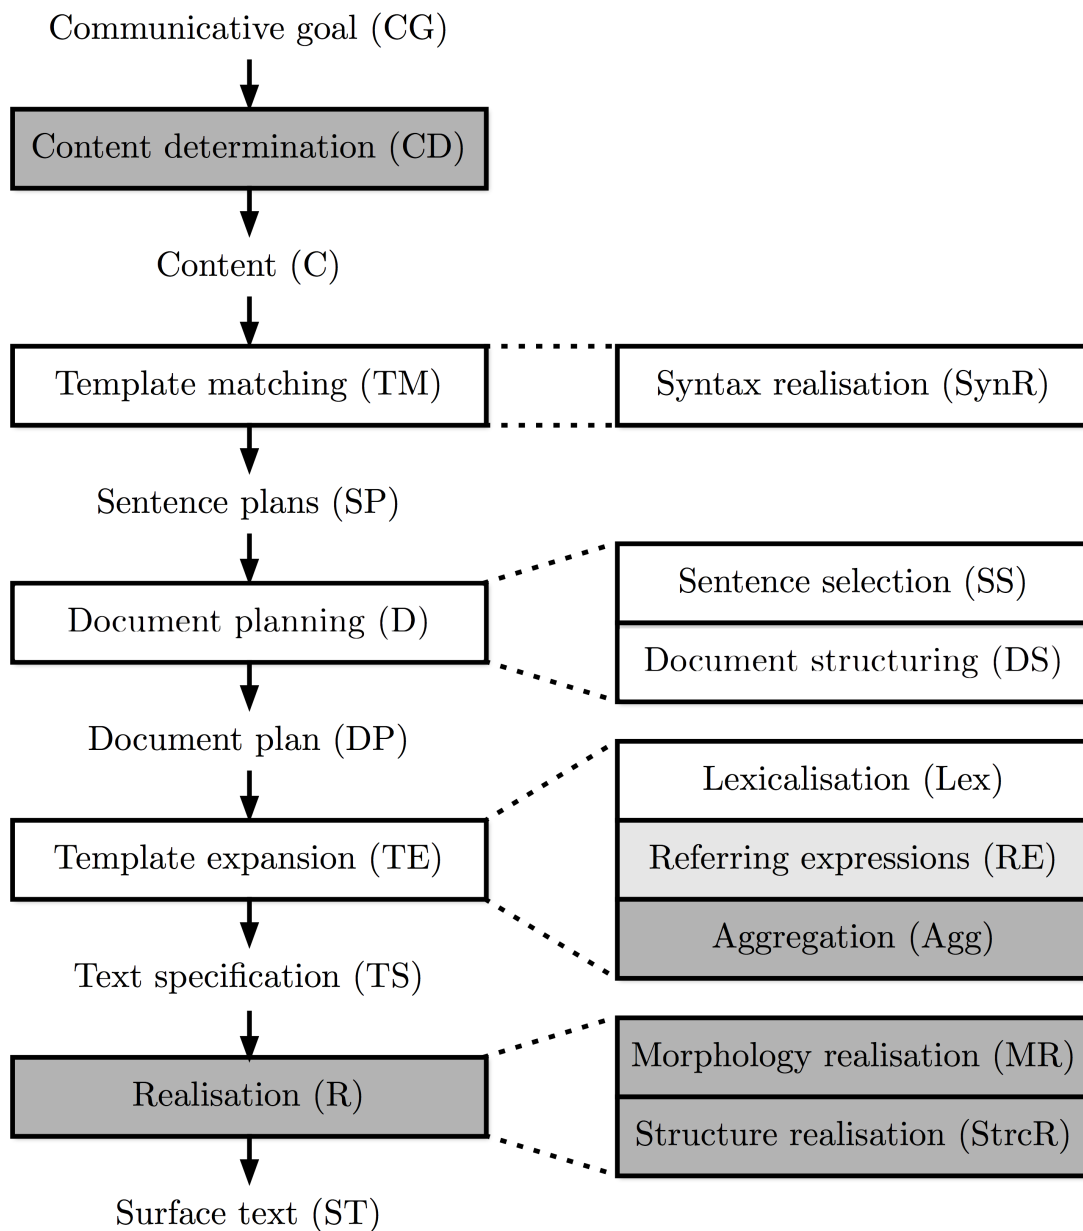 Communicative goal (CG)
Content determination (CD)
Content (C)
Template matching (TM)
Syntax realisation (SynR)
Sentence plans (SP)
Document planning (D)
Sentence selection (SS)
Document structuring (DS)
Document plan (DP)
Template expansion (TE)
Lexicalisation (Lex)
Referring expressions (RE)
Aggregation (Agg)
Text specification (TS)
Realisation (R)
Morphology realisation (MR)
Structure realisation (StrcR)
Surface text (ST)